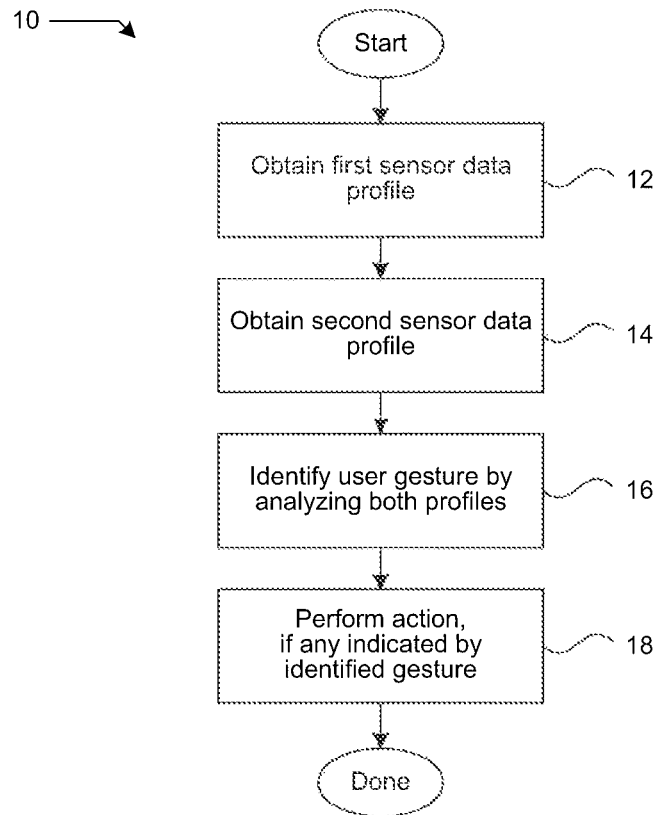 10
Start
Obtain first sensor data
profile
12
Obtain second sensor data
profile
14
Identify user gesture by
analyzing both profiles
16
Perform action,
if any indicated by
identified gesture
18
Done